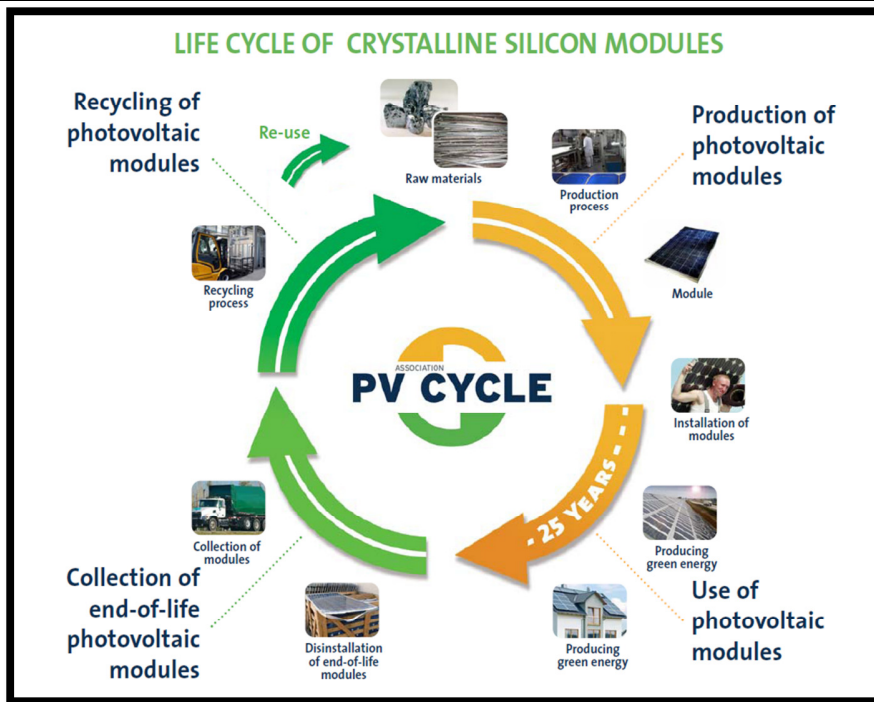 LIFE CYCLE OF CRYSTALLINE SILICON MODULES
Recycling of
photovoltaic
modules
Re-use
Raw materials
Production
process
Production of
photovoltaic
modules
Module
Recycling
process
ASSOCIATION
PV CYCLE
Installation of
modules
- 25 YEARS - - -
Producing
green energy
Use of
photovoltaic
modules
Producing
green energy
Disinstallation
of end-of-life
modules
Collection of
modules
Collection of
end-of-life
photovoltaic
modules